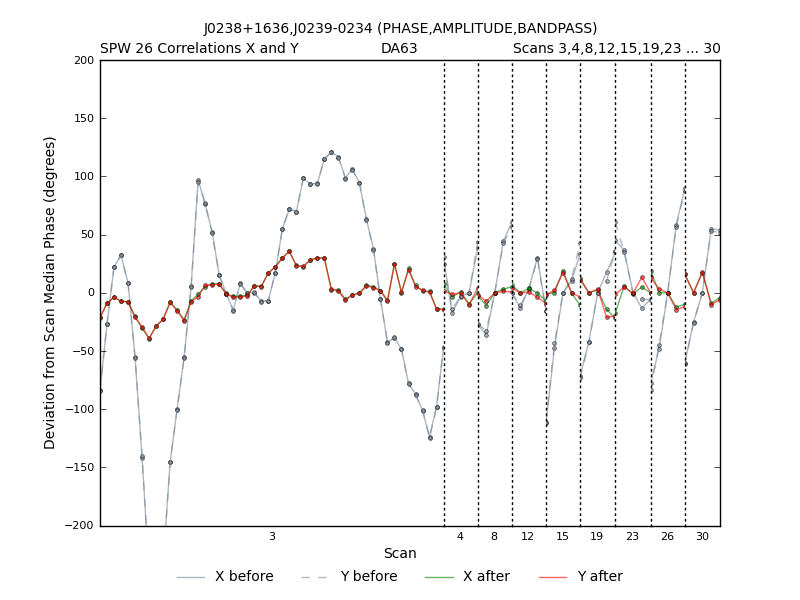 J0238+1636,J0239-0234 (PHASE,AMPLITUDE,BANDPASS)
SPW 26 Correlations X and Y DA63 Scans 3,4,8,12,15,19,23 ... 30
200
150
100
50
0
−50
−100
−150
−200
Deviation from Scan Median Phase (degrees)
3 4 8 12 15 19 23 26 30
Scan
X before Y before X after Y after